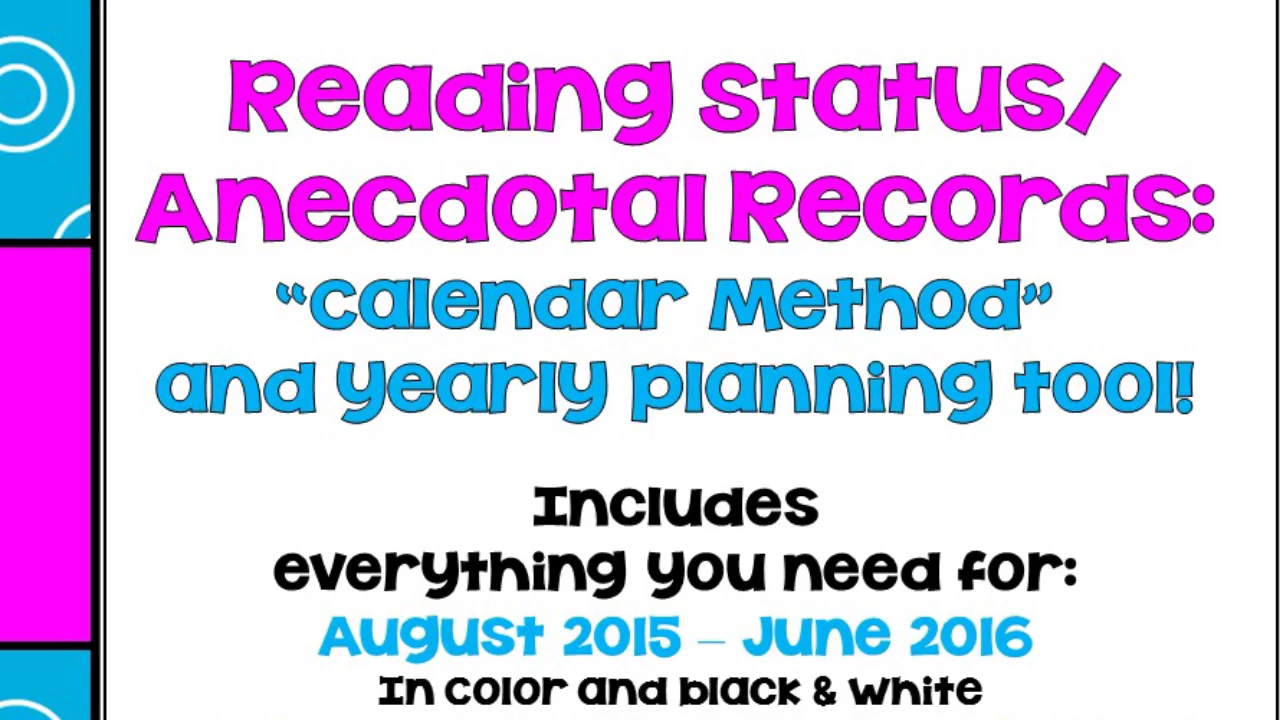 Reading Status/
Anecdotal Records:
“Calendar Method”
and yearly planning tool!
Includes
everything you need for:
August 2015 – June 2016
In color and black & white